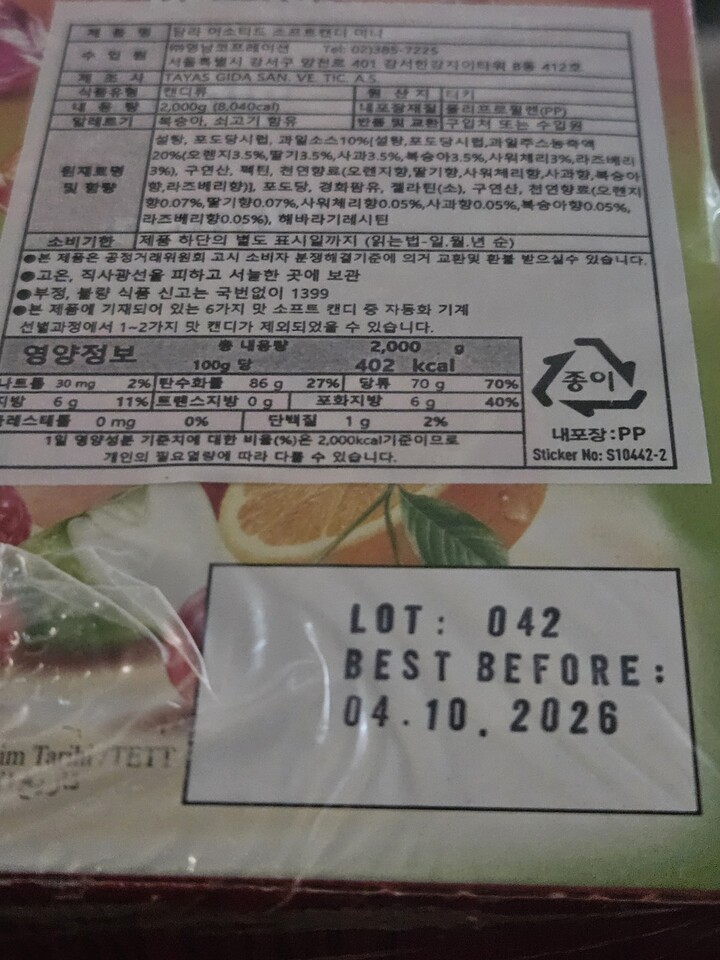 제 품 명 담라 어소티드 소프트캔디 미니
수 입 원 ㈜영남코프레이션 Tel: 02)385-7225
서울특별시 강서구 양천로 401 강서한강자이타워 B동 412호
제 조 사 TAYAS GIDA SAN. VE. TIC. A.S.
식품유형 캔디류 원 산 지 터키
내 용 량 2,000g (8,040cal) 내포장재질 폴리프로필렌(PP)
알레르기 복숭아, 쇠고기 함유 반품 및 교환 구입처 또는 수입원
원재료명 및 함량
설탕, 포도당시럽, 과일소스10%(설탕,포도당시럽,과일주스농축액
20%(오렌지3.5%,딸기3.5%,사과3.5%,복숭아3.5%,사워체리3%,라즈베리
3%), 구연산, 펙틴, 천연향료(오렌지향,딸기향,사워체리향,사과향,복숭아
향,라즈베리향)], 포도당, 경화팜유, 젤라틴(소), 구연산, 천연향료(오렌지
향0.07%,딸기향0.07%,사워체리향0.05%,사과향0.05%,복숭아향0.05%,
라즈베리향0.05%), 해바라기레시틴
소비기한 제품 하단의 별도 표시일까지 (읽는법-일.월.년 순)
●본 제품은 공정거래위원회 고시 소비자 분쟁해결기준에 의거 교환및 환불 받으실수 있습니다.
●고온, 직사광선을 피하고 서늘한 곳에 보관
●부정, 불량 식품 신고는 국번없이 1399
●본 제품에 기재되어 있는 6가지 맛 소프트 캔디 중 자동화 기계
선별과정에서 1~2가지 맛 캔디가 제외되었을 수 있습니다.
영양정보 총 내용량 2,000 g
100g 당 402 kcal
나트륨 30 mg 2% 탄수화물 86 g 27% 당류 70 g 70%
지방 6 g 11% 트랜스지방 0 g 포화지방 6 g 40%
레스테롤 0 mg 0% 단백질 1 g 2%
1일 영양성분 기준치에 대한 비율(%)은 2,000kcal기준이므로
개인의 필요열량에 따라 다를 수 있습니다.
종이
내포장:PP
Sticker No: S10442-2
LOT: 042
BEST BEFORE:
04.10.2026
im Tarihi /TETT